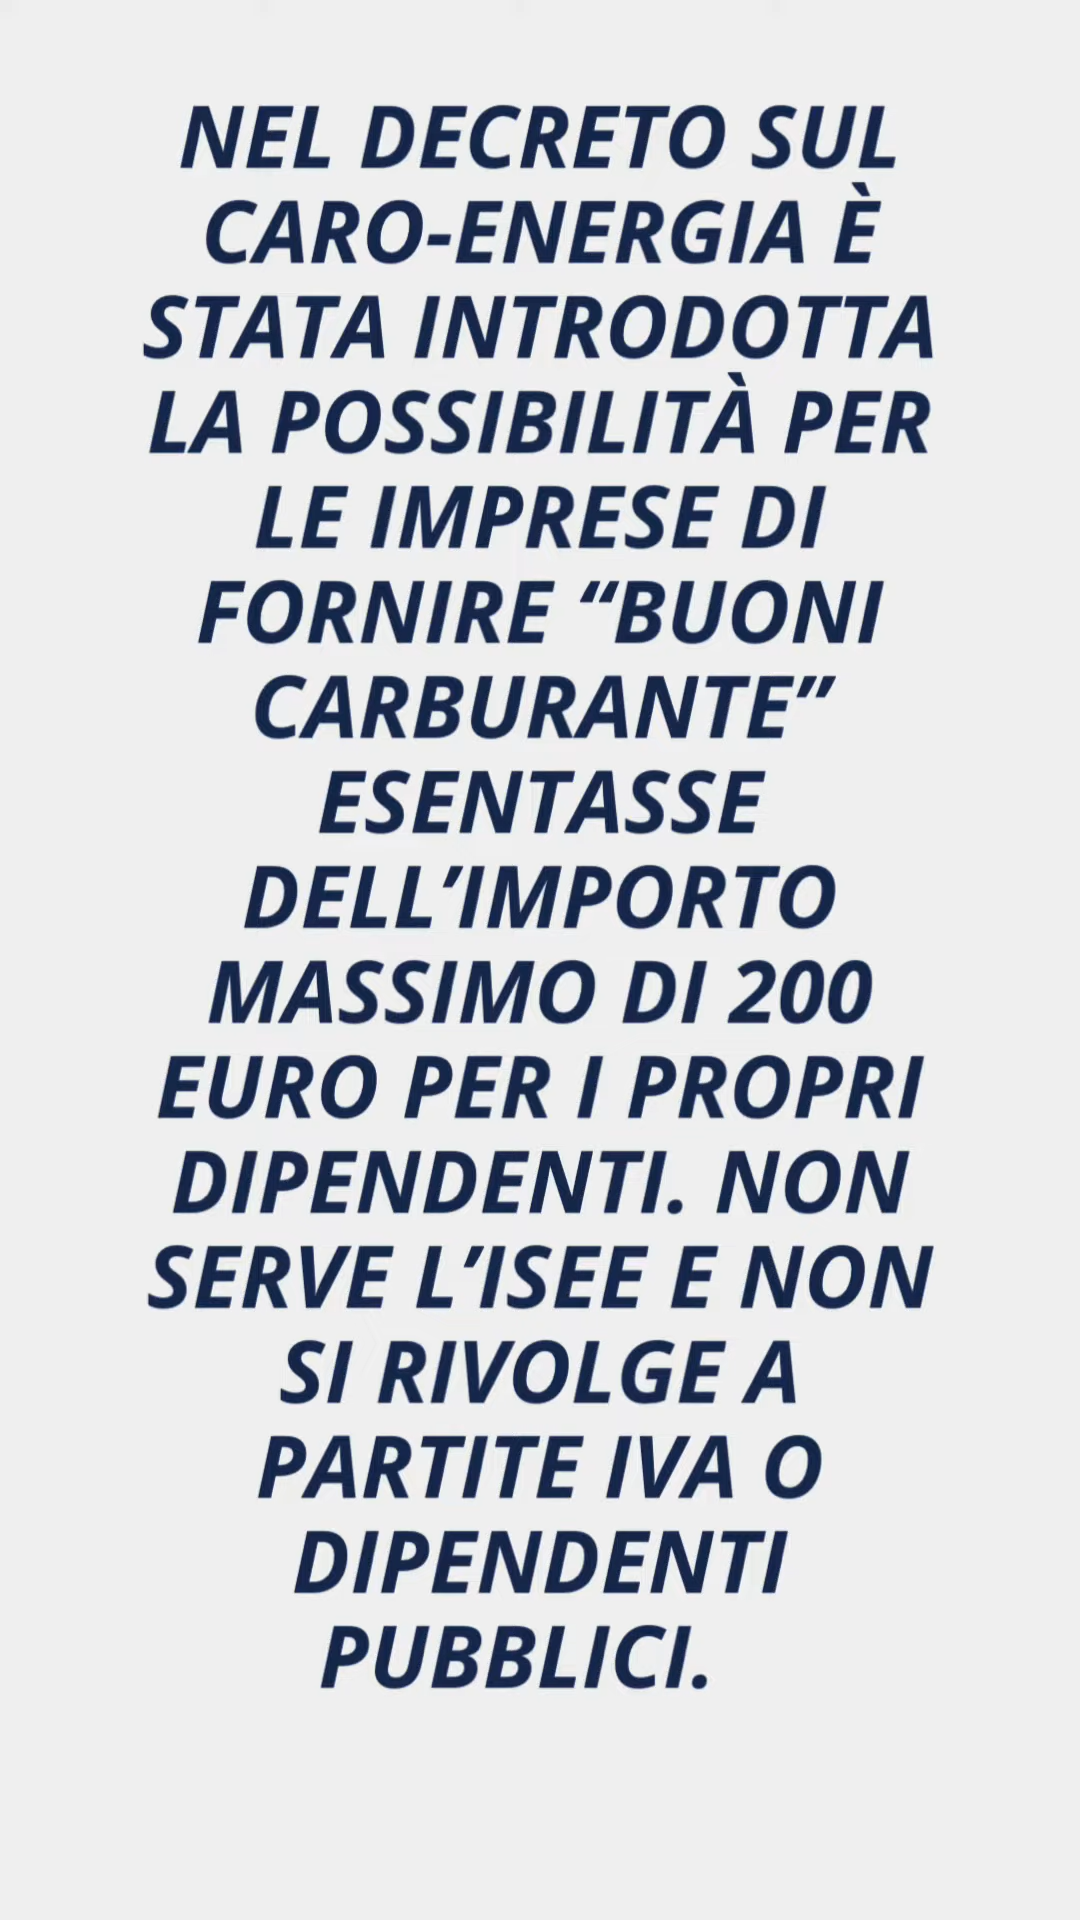 NEL DECRETO SUL
CARO-ENERGIA È
STATA INTRODOTTA
LA POSSIBILITÀ PER
LE IMPRESE DI
FORNIRE “BUONI
CARBURANTE”
ESENTASSE
DELL’IMPORTO
MASSIMO DI 200
EURO PER I PROPRI
DIPENDENTI. NON
SERVE L’ISEE E NON
SI RIVOLGE A
PARTITE IVA O
DIPENDENTI
PUBBLICI.